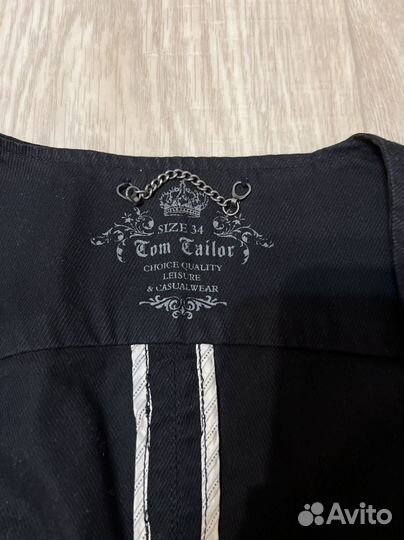 SIZE 34
Tom Tailor
CHOICE QUALITY
LEISURE
& CASUALWEAR
Avito